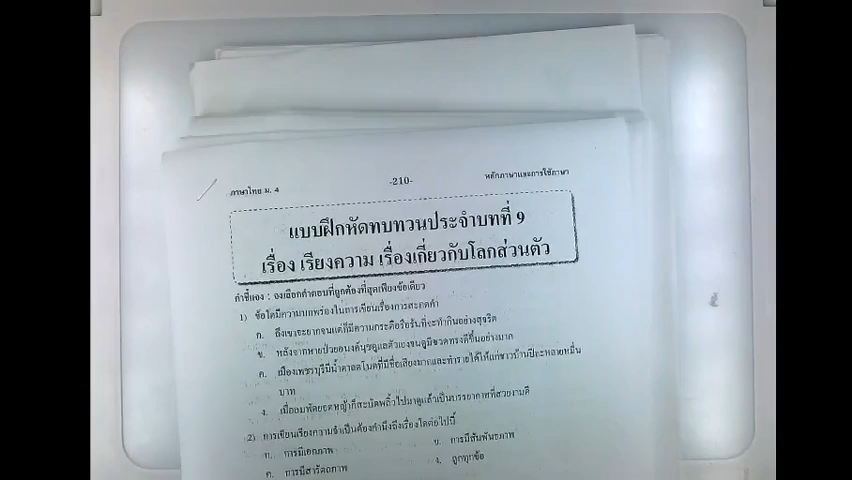 ภาษาไทย ม. 4
-210-
หลักภาษาและการใช้ภาษา
แบบฝึกหัดทบทวนประจำบทที่ 9
เรื่อง เรียงความ เรื่องเกี่ยวกับโลกส่วนตัว
คำชี้แจง : จงเลือกคำตอบที่ถูกต้องที่สุดเพียงข้อเดียว
1) ข้อใดมีความบกพร่องในการเขียนเรื่องการสะกดคำ
ก. ถึงเขาจะยากจนแต่ก็มีความกระตือรือร้นที่จะทำกินอย่างสุจริต
ข. หลังจากหายป่วยอนงค์นุชดูแลตัวเองจนดูมีขวดทรงดีขึ้นอย่างมาก
ค. เมืองเพชรบุรีมีน้ำตาลตโนดที่มีชื่อเสียงมากและทำรายได้ให้แก่ชาวบ้านปีละหลายหมื่น
บาท
ง. เมื่อลมพัดยอดหญ้าก็สะบัดพลิ้วไปมาดูแล้วเป็นบรรยากาศที่สวยงามดี
2) การเขียนเรียงความจำเป็นต้องคำนึงถึงเรื่องใดต่อไปนี้
ก. การมีเอกภาพ
ข. การมีสัมพันธภาพ
ค. การมีสารัตถภาพ
ง. ถูกทุกข้อ